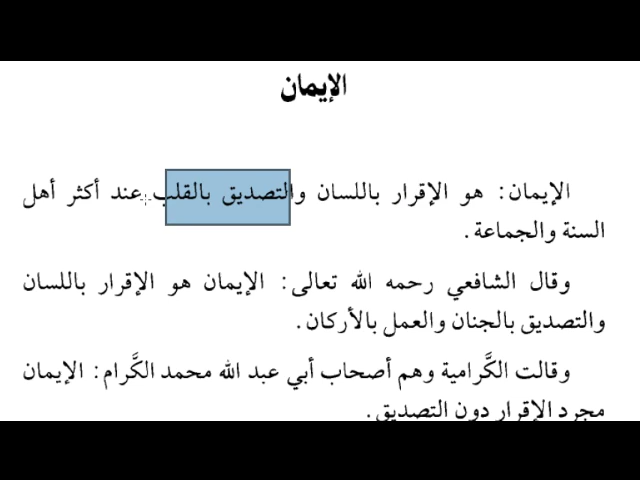 الإيمان
الإيمان: هو الإقرار باللسان والتصديق بالقلب عند أكثر أهل
السنة والجماعة.
وقال الشافعي رحمه الله تعالى: الإيمان هو الإقرار باللسان
والتصديق بالجنان والعمل بالأركان.
وقالت الكَّرامية وهم أصحاب أبي عبد الله محمد الكَّرام: الإيمان
مجرد الإقرار دون التصديق.